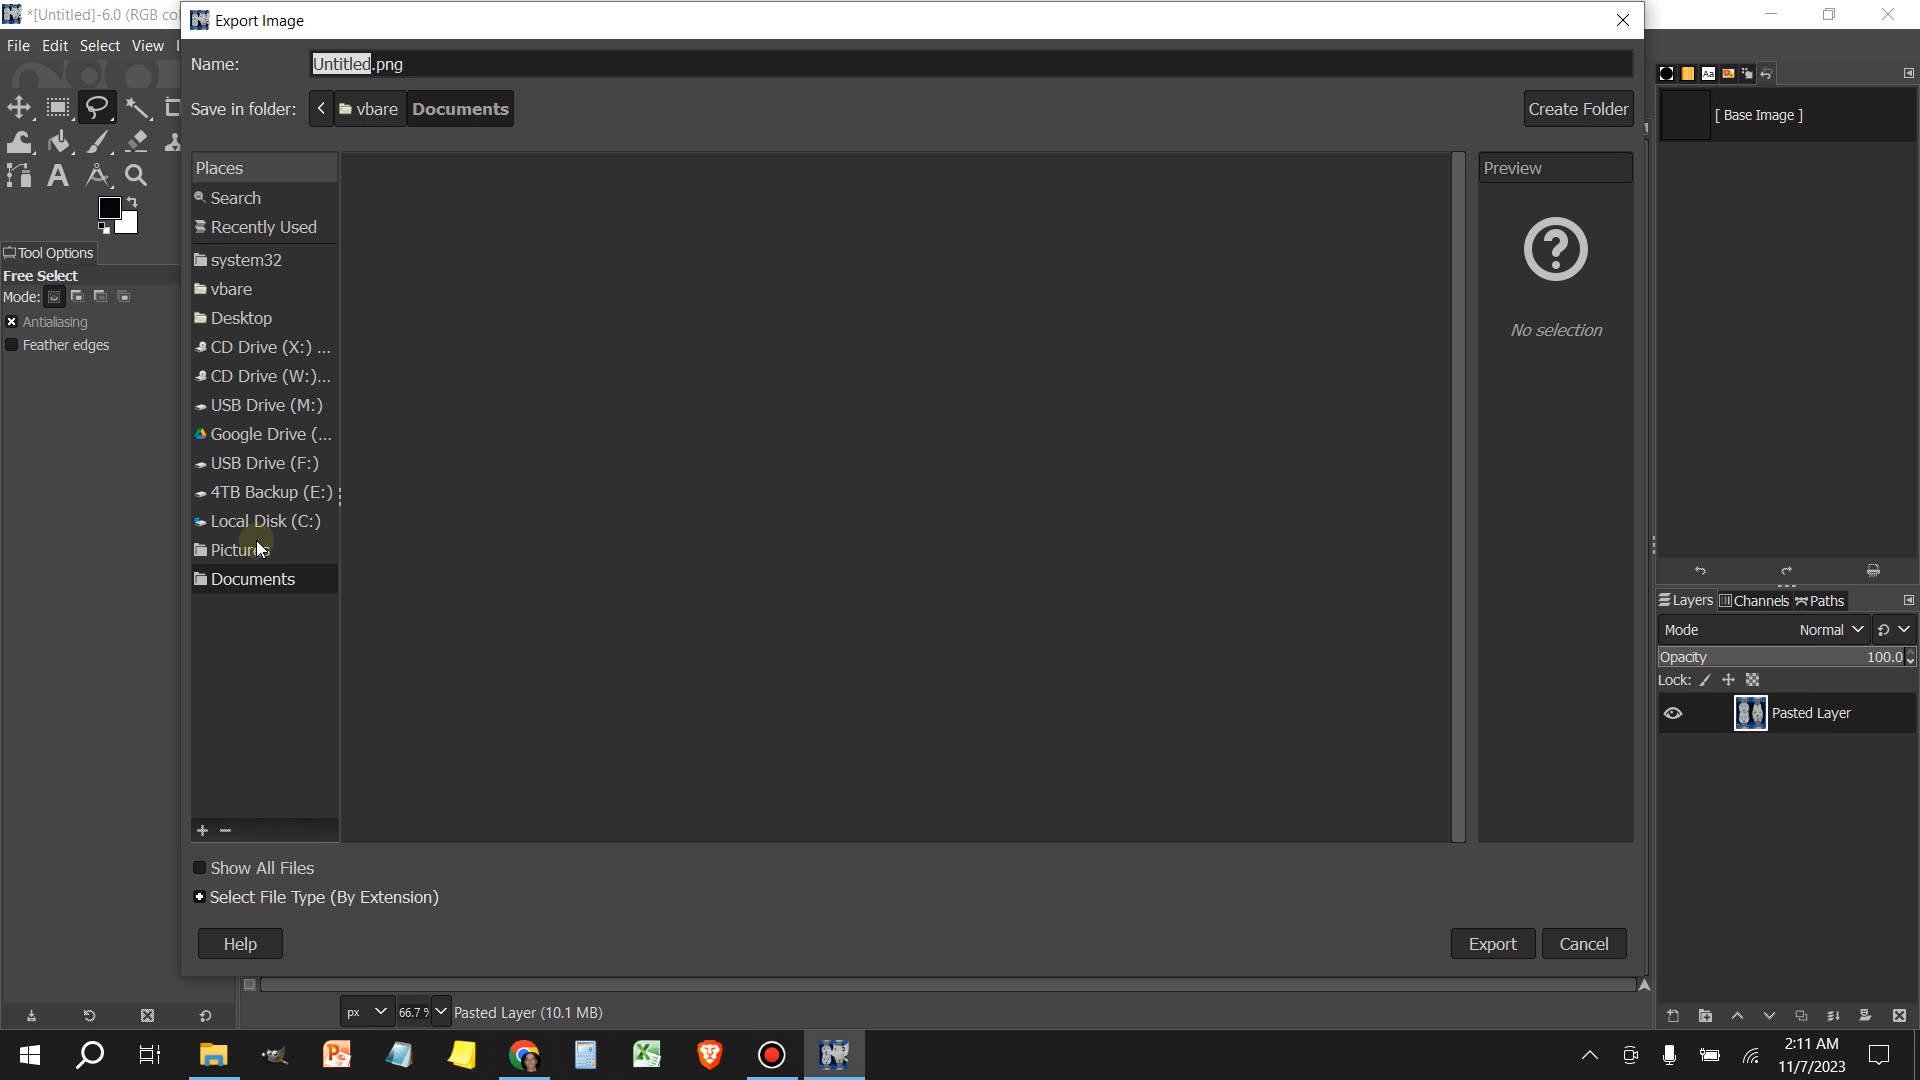 *[Untitled]-6.0 (RGB col
Export Image
File Edit Select View I
Name: Untitled.png
Save in folder: vbare Documents Create Folder
Places
Search
Recently Used
system32
vbare
Desktop
CD Drive (X:) ...
CD Drive (W:)...
USB Drive (M:)
Google Drive (...
USB Drive (F:)
4TB Backup (E:)
Local Disk (C:)
Pictures
Documents
Preview
No selection
Show All Files
Select File Type (By Extension)
Help
Export
Cancel
Tool Options
Free Select
Mode:
Antialiasing
Feather edges
Aa
[ Base Image ]
Layers Channels Paths
Mode Normal
Opacity 100.0
Lock:
Pasted Layer
px 66.7 % Pasted Layer (10.1 MB)
2:11 AM
11/7/2023